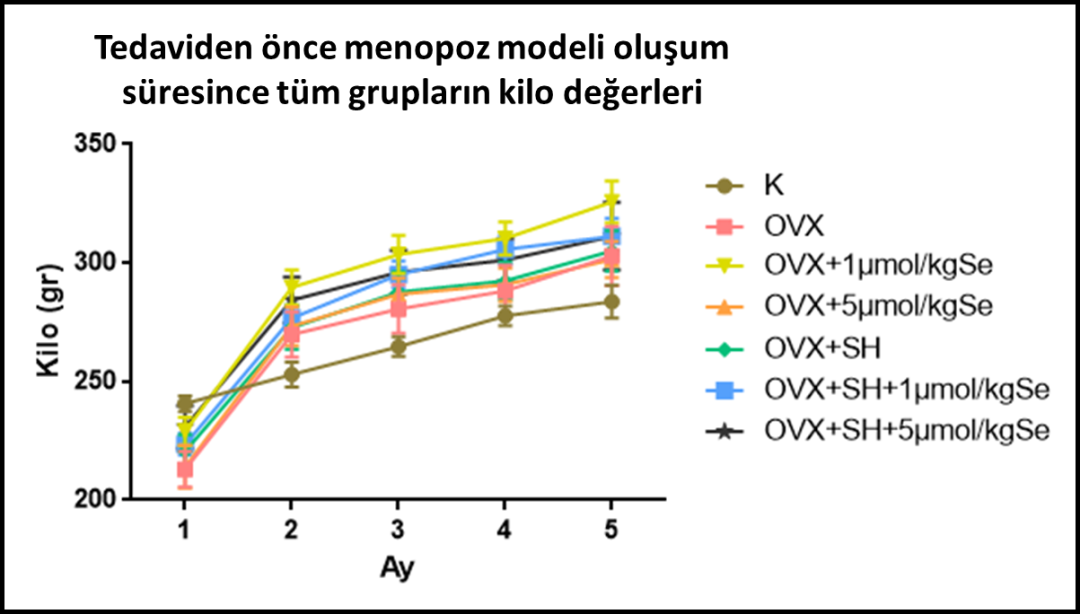 Tedaviden önce menopoz modeli oluşum
süresince tüm grupların kilo değerleri
350
300
250
200
Kilo (gr)
1 2 3 4 5
Ay
K
OVX
OVX+1µmol/kgSe
OVX+5µmol/kgSe
OVX+SH
OVX+SH+1µmol/kgSe
OVX+SH+5µmol/kgSe